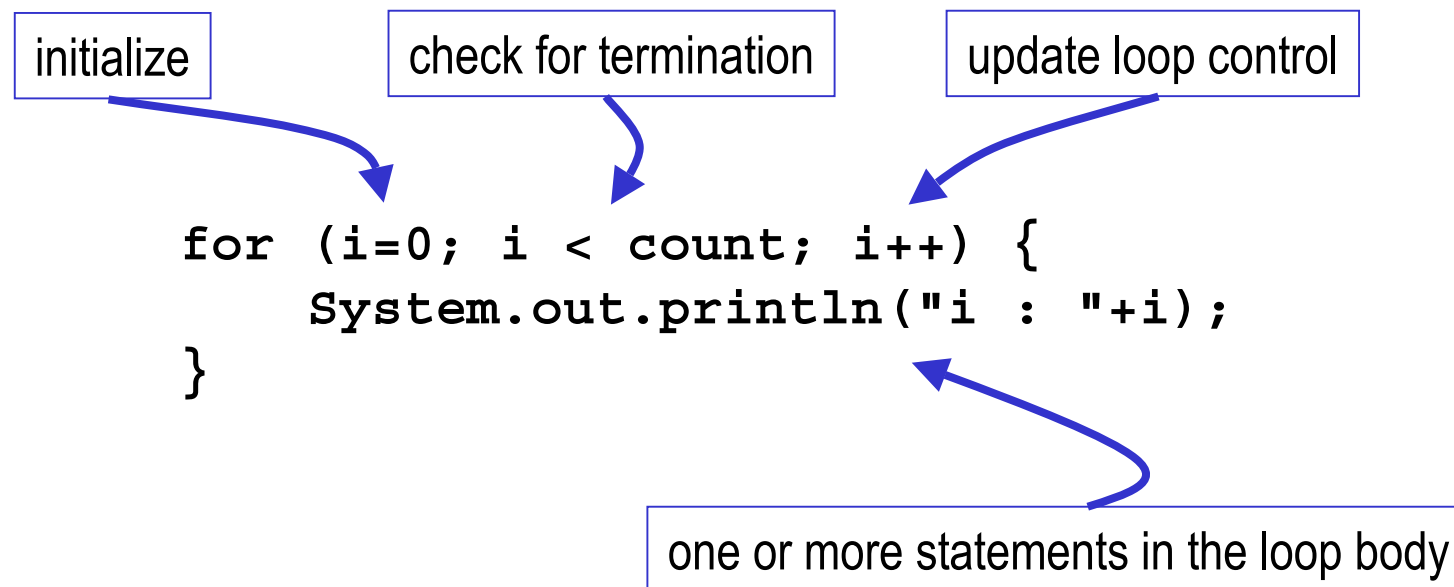 initialize
check for termination
update loop control
for (i=0; i < count; i++) {
System.out.println("i : "+i);
}
one or more statements in the loop body